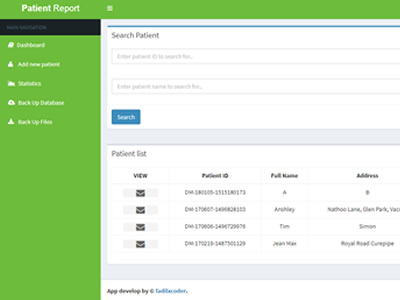 Patient Report
MAIN NAVIGATION
Dashboard
Add new patient
Statistics
Back Up Database
Back Up Files
Search Patient
Enter patient ID to search for..
Enter patient name to search for..
Search
Patient list
VIEW Patient ID Full Name Address
DM-180105-1515180173 A B
DM-170607-1496828103 Anshley Nathoo Lane, Glen Park, Vac
DM-170606-1496729976 Tim Simon
DM-170219-1487501129 Jean Max Royal Road Curepipe
App develop by © fadilxcoder.